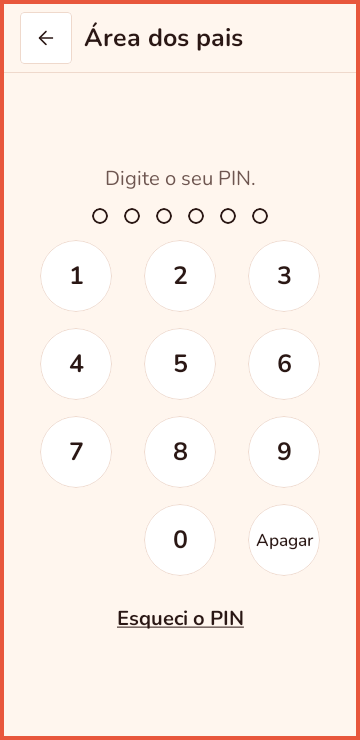 Área dos pais
Digite o seu PIN.
1 2 3
4 5 6
7 8 9
0 Apagar
Esqueci o PIN